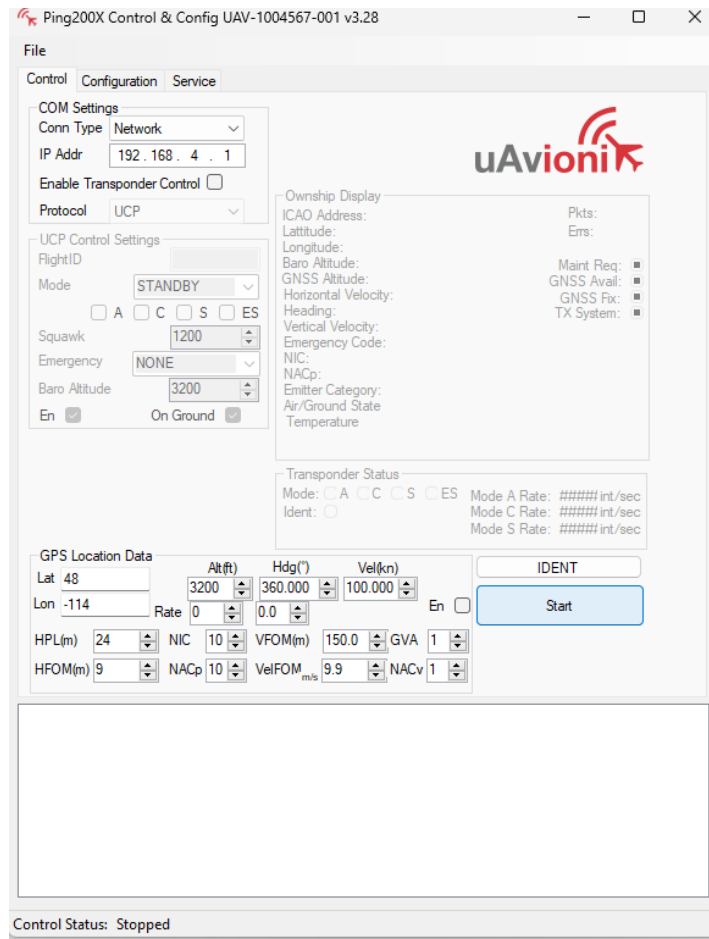 Ping200X Control & Config UAV-1004567-001 v3.28
File
Control Configuration Service
COM Settings
Conn Type Network
IP Addr 192 . 168 . 4 . 1
Enable Transponder Control
Protocol UCP
uAvionix
UCP Control Settings
FlightID
Mode STANDBY
A C S ES
Squawk 1200
Emergency NONE
Baro Altitude 3200
En On Ground
Ownship Display
ICAO Address: Pkts:
Lattitude: Errs:
Longitude:
Baro Altitude: Maint Req:
GNSS Altitude: GNSS Avail:
Horizontal Velocity: GNSS Fix:
Heading: TX System:
Vertical Velocity:
Emergency Code:
NIC:
NACp:
Emitter Category:
Air/Ground State
Temperature
Transponder Status
Mode: A C S ES Mode A Rate: ##### int/sec
Ident: Mode C Rate: ##### int/sec
Mode S Rate: ##### int/sec
GPS Location Data
Alt(ft) Hdg(°) Vel(kn)
Lat 48 3200 360.000 100.000
Lon -114 Rate 0 0.0 En
HPL(m) 24 NIC 10 VFOM(m) 150.0 GVA 1
HFOM(m) 9 NACp 10 VelFOM m/s 9.9 NACv 1
IDENT
Start
Control Status: Stopped